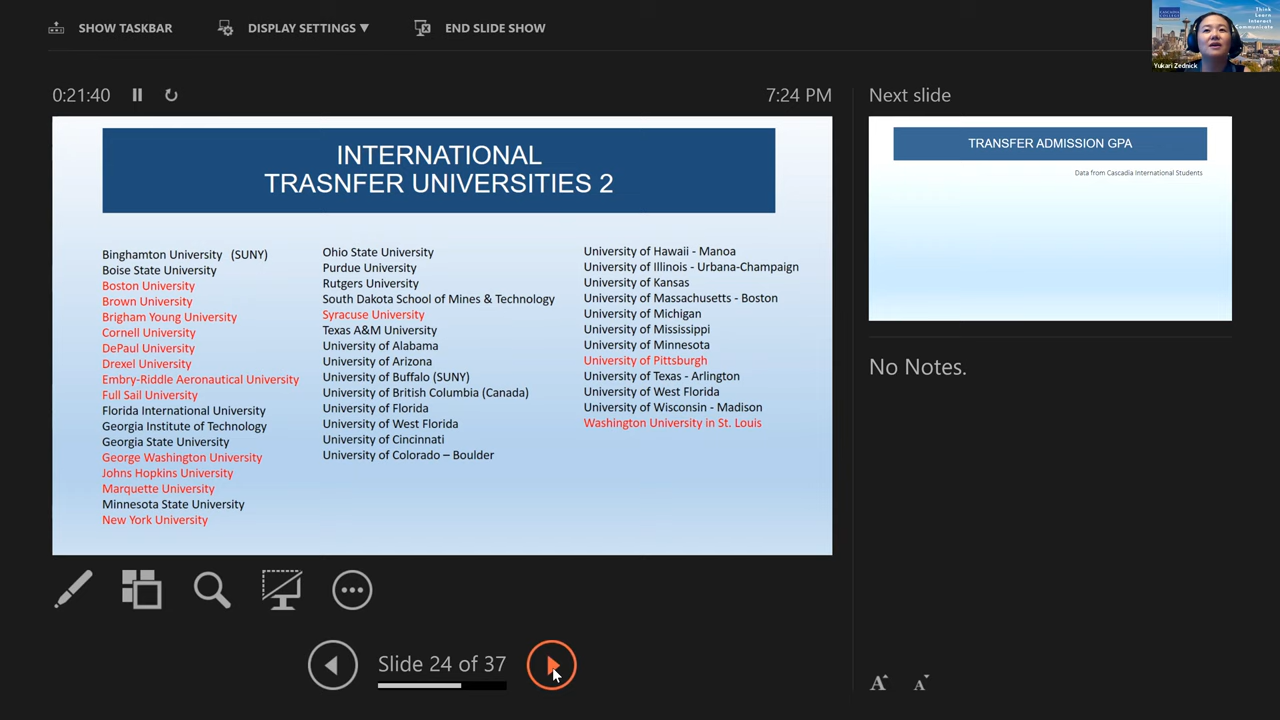 SHOW TASKBAR
DISPLAY SETTINGS ▼
END SLIDE SHOW
Think
Learn
Interact
Communicate
CASCADIA
COLLEGE
Yukari Zednick
0:21:40
7:24 PM
Next slide
INTERNATIONAL
TRASNFER UNIVERSITIES 2
Binghamton University (SUNY)
Boise State University
Boston University
Brown University
Brigham Young University
Cornell University
DePaul University
Drexel University
Embry-Riddle Aeronautical University
Full Sail University
Florida International University
Georgia Institute of Technology
Georgia State University
George Washington University
Johns Hopkins University
Marquette University
Minnesota State University
New York University
Ohio State University
Purdue University
Rutgers University
South Dakota School of Mines & Technology
Syracuse University
Texas A&M University
University of Alabama
University of Arizona
University of Buffalo (SUNY)
University of British Columbia (Canada)
University of Florida
University of West Florida
University of Cincinnati
University of Colorado – Boulder
University of Hawaii - Manoa
University of Illinois - Urbana-Champaign
University of Kansas
University of Massachusetts - Boston
University of Michigan
University of Mississippi
University of Minnesota
University of Pittsburgh
University of Texas - Arlington
University of West Florida
University of Wisconsin - Madison
Washington University in St. Louis
TRANSFER ADMISSION GPA
Data from Cascadia International Students
No Notes.
Slide 24 of 37
A A